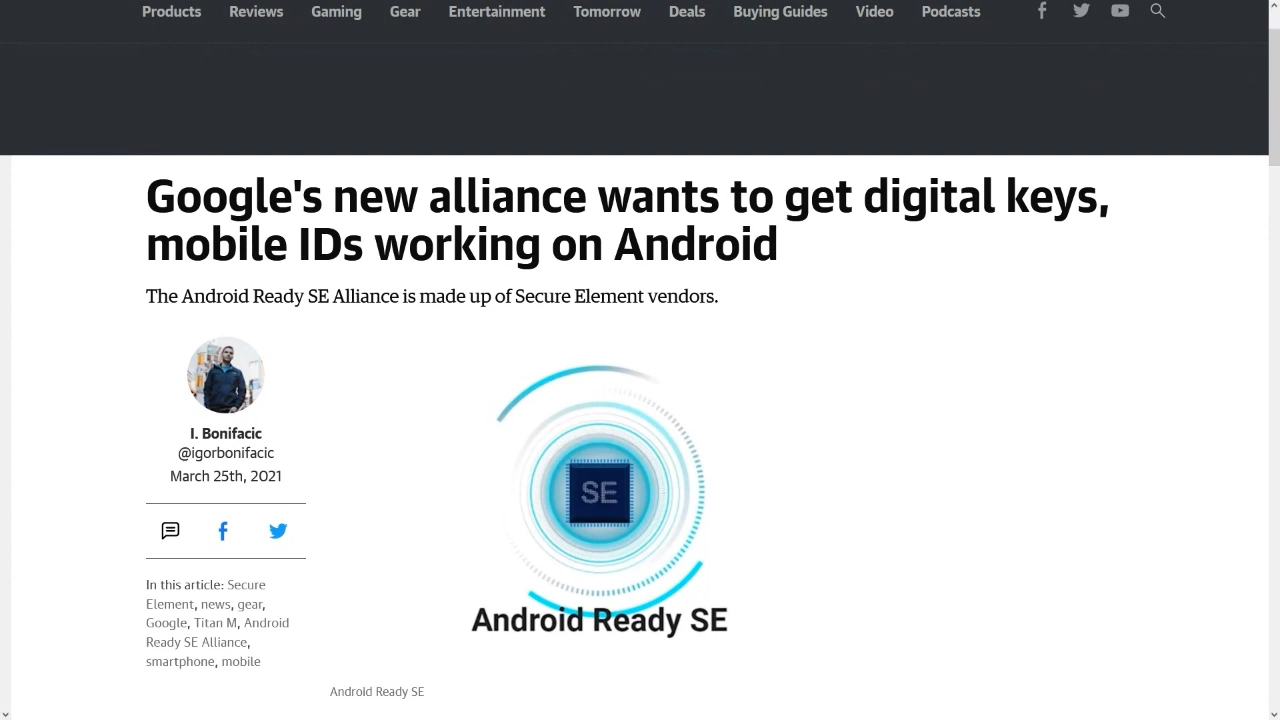 Products Reviews Gaming Gear Entertainment Tomorrow Deals Buying Guides Video Podcasts
Google's new alliance wants to get digital keys,
mobile IDs working on Android
The Android Ready SE Alliance is made up of Secure Element vendors.
I. Bonifacic
@igorbonifacic
March 25th, 2021
In this article: Secure
Element, news, gear,
Google, Titan M, Android
Ready SE Alliance,
smartphone, mobile
SE
Android Ready SE
Android Ready SE